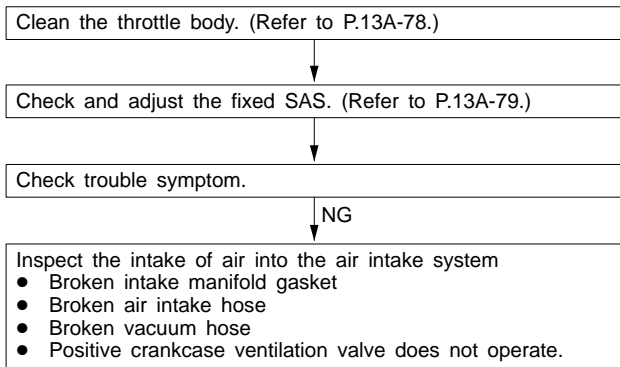 Clean the throttle body. (Refer to P.13A-78.)
Check and adjust the fixed SAS. (Refer to P.13A-79.)
Check trouble symptom.
NG
Inspect the intake of air into the air intake system
● Broken intake manifold gasket
● Broken air intake hose
● Broken vacuum hose
● Positive crankcase ventilation valve does not operate.